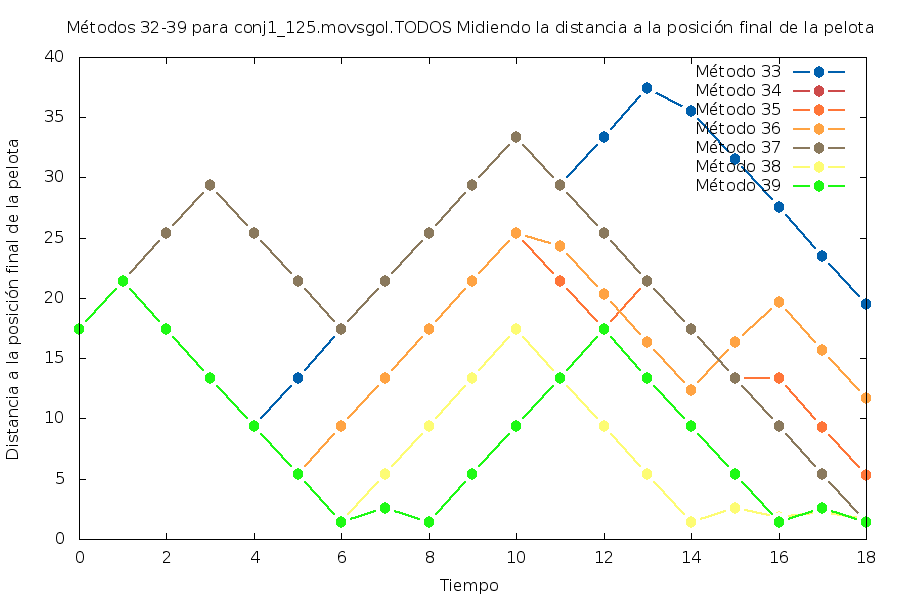 Métodos 32-39 para conj1_125.movsgol.TODOS Midiendo la distancia a la posición final de la pelota
40
35
30
25
20
15
10
5
0
Distancia a la posición final de la pelota
Método 33
Método 34
Método 35
Método 36
Método 37
Método 38
Método 39
0 2 4 6 8 10 12 14 16 18
Tiempo